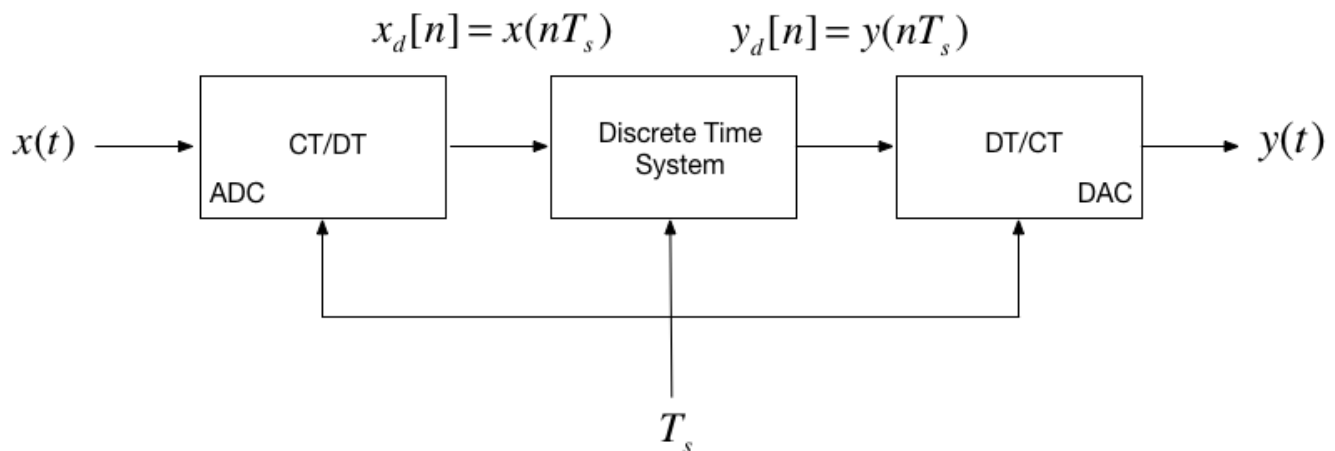 x_d[n] = x(nT_s)
y_d[n] = y(nT_s)
x(t)
CT/DT
ADC
Discrete Time
System
DT/CT
DAC
y(t)
T_s